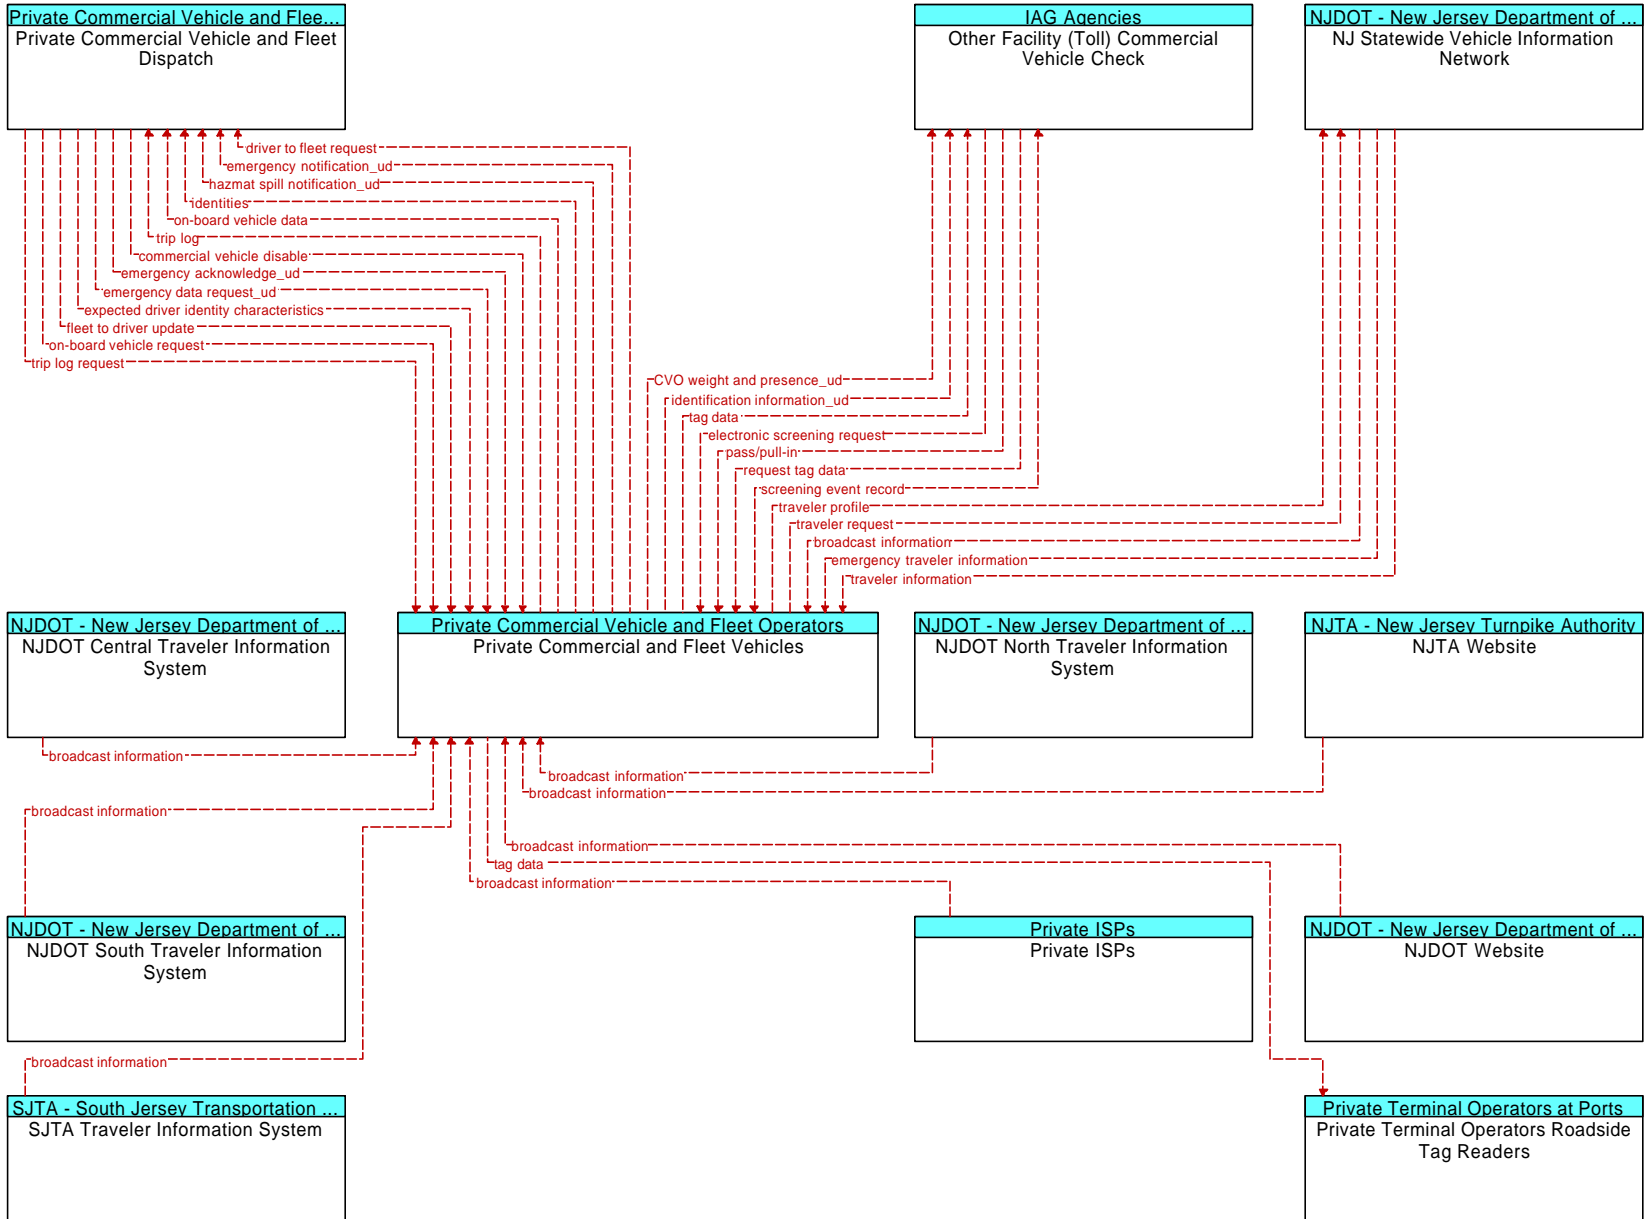 Private Commercial Vehicle and Flee...
Private Commercial Vehicle and Fleet
Dispatch
IAG Agencies
Other Facility (Toll) Commercial
Vehicle Check
NJDOT - New Jersey Department of ...
NJ Statewide Vehicle Information
Network
driver to fleet request
emergency notification_ud
hazmat spill notification_ud
identities
on-board vehicle data
trip log
commercial vehicle disable
emergency acknowledge_ud
emergency data request_ud
expected driver identity characteristics
fleet to driver update
on-board vehicle request
trip log request
CVO weight and presence_ud
identification information_ud
tag data
electronic screening request
pass/pull-in
request tag data
screening event record
traveler profile
traveler request
broadcast information
emergency traveler information
traveler information
NJDOT - New Jersey Department of ...
NJDOT Central Traveler Information
System
Private Commercial Vehicle and Fleet Operators
Private Commercial and Fleet Vehicles
NJDOT - New Jersey Department of ...
NJDOT North Traveler Information
System
NJTA - New Jersey Turnpike Authority
NJTA Website
broadcast information
broadcast information
broadcast information
broadcast information
broadcast information
tag data
broadcast information
NJDOT - New Jersey Department of ...
NJDOT South Traveler Information
System
Private ISPs
Private ISPs
NJDOT - New Jersey Department of ...
NJDOT Website
broadcast information
SJTA - South Jersey Transportation ...
SJTA Traveler Information System
Private Terminal Operators at Ports
Private Terminal Operators Roadside
Tag Readers